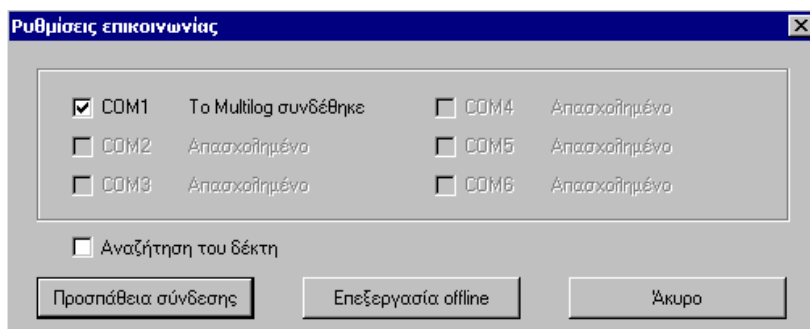 Ρυθμίσεις επικοινωνίας
COM1 Το Multilog συνδέθηκε COM4 Απασχολημένο
COM2 Απασχολημένο COM5 Απασχολημένο
COM3 Απασχολημένο COM6 Απασχολημένο
Αναζήτηση του δέκτη
Προσπάθεια σύνδεσης Επεξεργασία offline Άκυρο